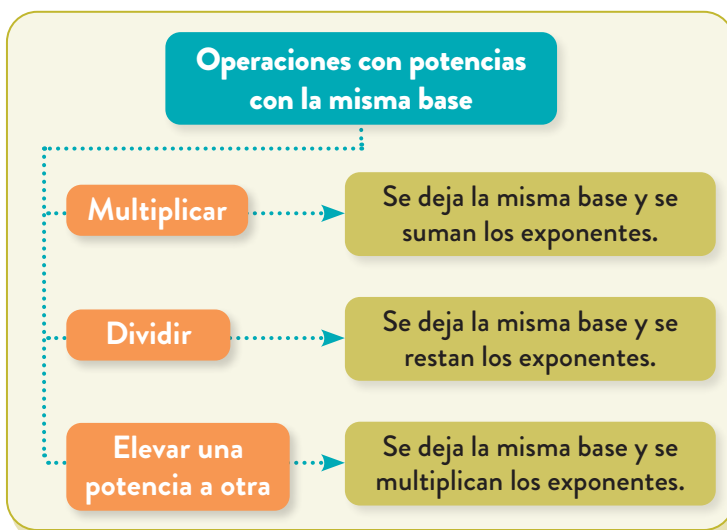 Operaciones con potencias
con la misma base
Multiplicar
Se deja la misma base y se
suman los exponentes.
Dividir
Se deja la misma base y se
restan los exponentes.
Elevar una
potencia a otra
Se deja la misma base y se
multiplican los exponentes.